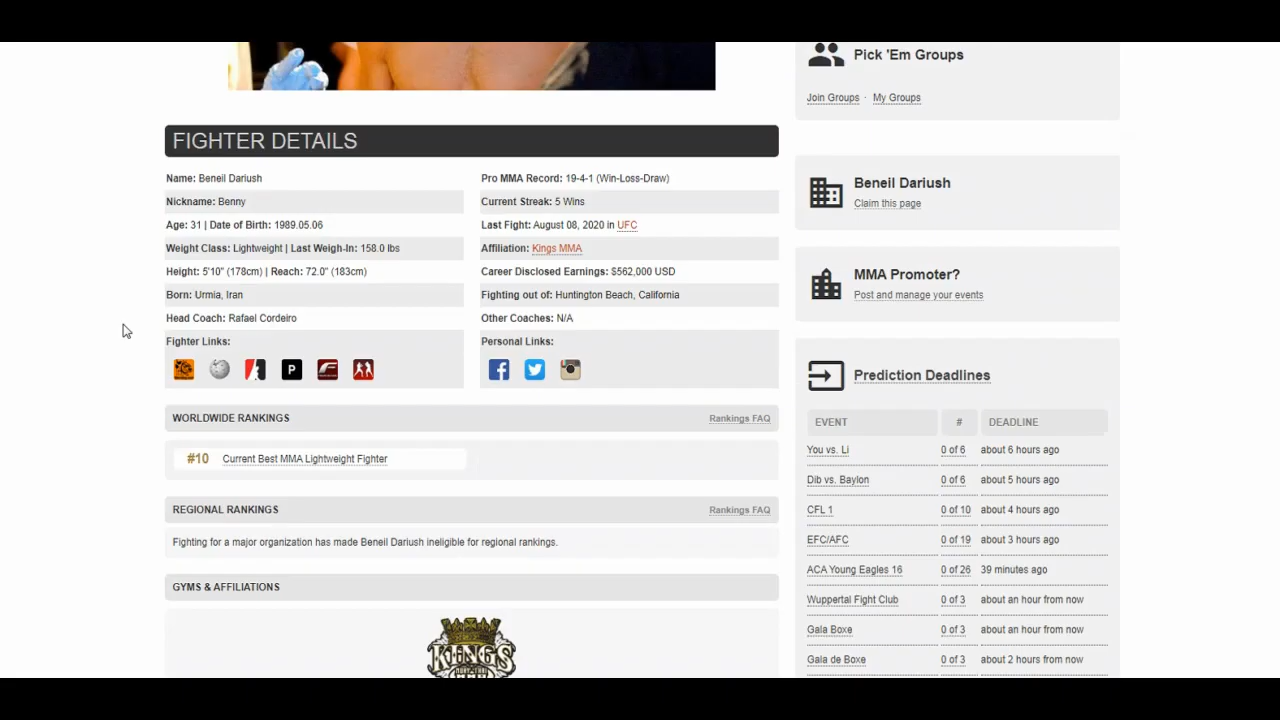 Pick 'Em Groups
Join Groups · My Groups
FIGHTER DETAILS
Name: Beneil Dariush
Nickname: Benny
Age: 31 | Date of Birth: 1989.05.06
Weight Class: Lightweight | Last Weigh-In: 158.0 lbs
Height: 5'10" (178cm) | Reach: 72.0" (183cm)
Born: Urmia, Iran
Head Coach: Rafael Cordeiro
Fighter Links:
P
Pro MMA Record: 19-4-1 (Win-Loss-Draw)
Current Streak: 5 Wins
Last Fight: August 08, 2020 in UFC
Affiliation: Kings MMA
Career Disclosed Earnings: $562,000 USD
Fighting out of: Huntington Beach, California
Other Coaches: N/A
Personal Links:
WORLDWIDE RANKINGS Rankings FAQ
#10 Current Best MMA Lightweight Fighter
REGIONAL RANKINGS Rankings FAQ
Fighting for a major organization has made Beneil Dariush ineligible for regional rankings.
GYMS & AFFILIATIONS
KINGS
Beneil Dariush
Claim this page
MMA Promoter?
Post and manage your events
Prediction Deadlines
EVENT # DEADLINE
You vs. Li 0 of 6 about 6 hours ago
Dib vs. Baylon 0 of 6 about 5 hours ago
CFL 1 0 of 10 about 4 hours ago
EFC/AFC 0 of 19 about 3 hours ago
ACA Young Eagles 16 0 of 26 39 minutes ago
Wuppertal Fight Club 0 of 3 about an hour from now
Gala Boxe 0 of 3 about an hour from now
Gala de Boxe 0 of 3 about 2 hours from now